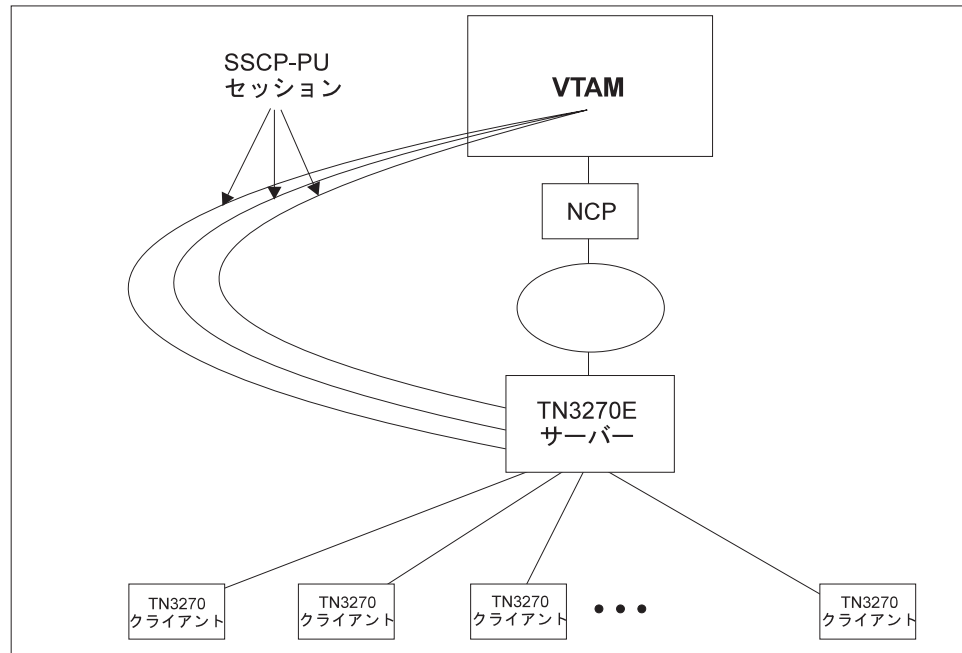 SSCP-PU
セッション
VTAM
NCP
TN3270E
サーバー
TN3270
クライアント
TN3270
クライアント
TN3270
クライアント
TN3270
クライアント